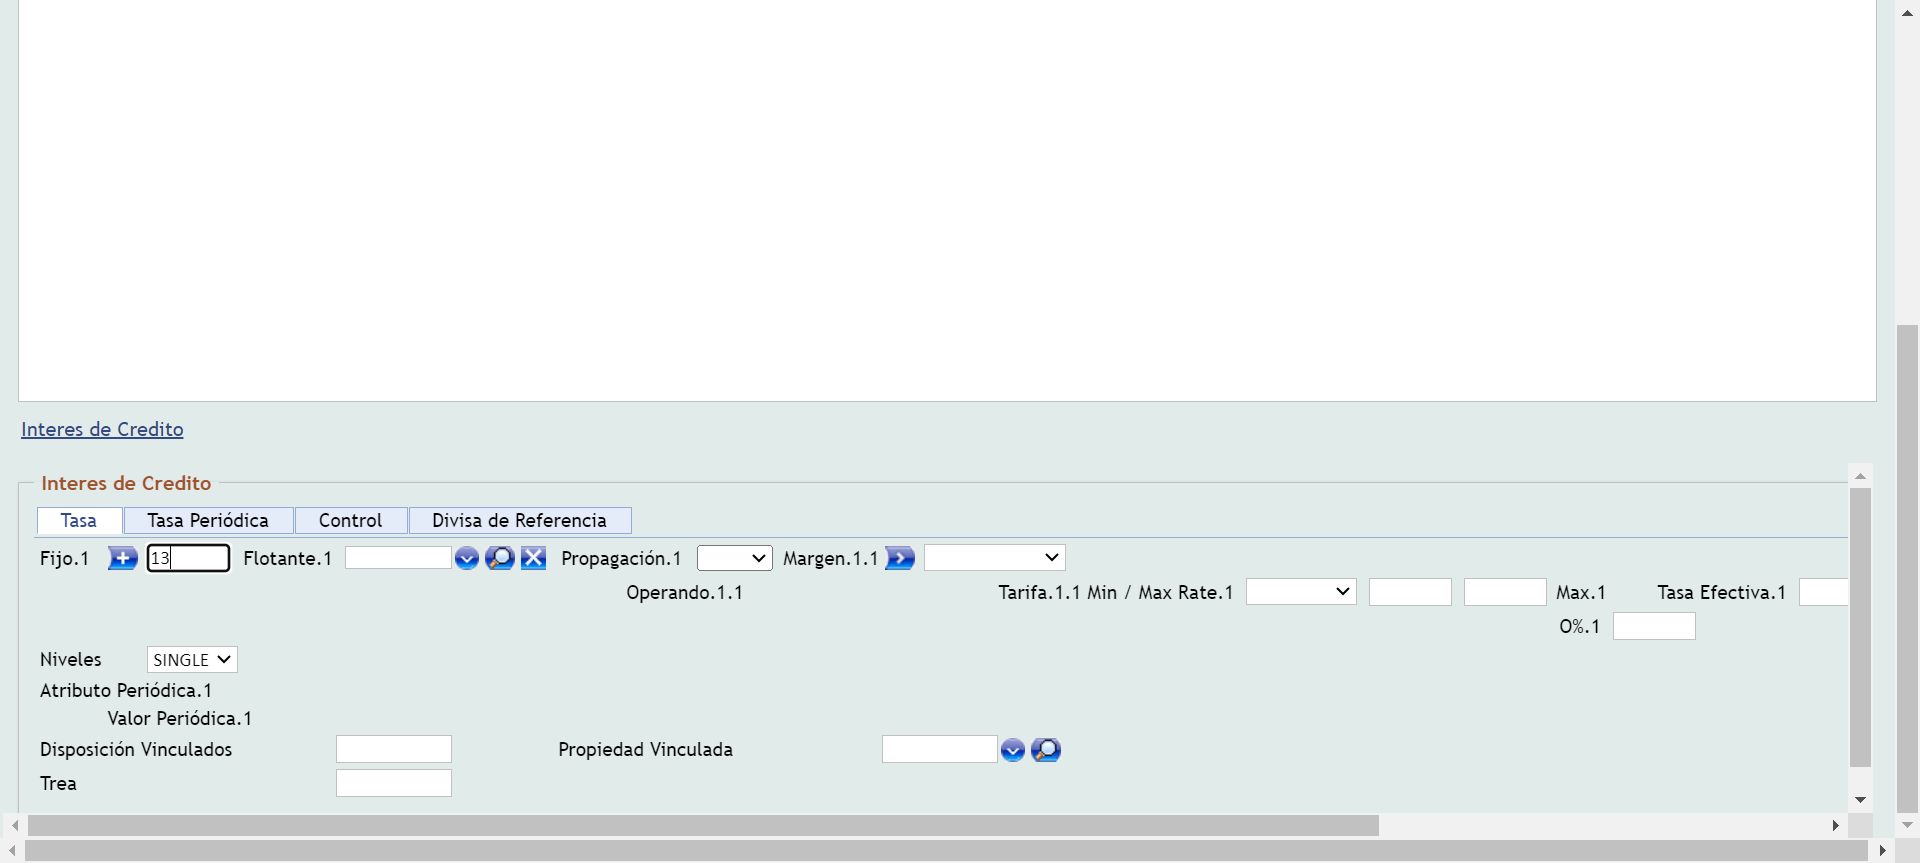 Interes de Credito
Interes de Credito
Tasa Tasa Periódica Control Divisa de Referencia
Fijo.1 13 Flotante.1 Propagación.1 Margen.1.1
Operando.1.1 Tarifa.1.1 Min / Max Rate.1 Max.1 Tasa Efectiva.1
O%.1
Niveles SINGLE
Atributo Periódica.1
Valor Periódica.1
Disposición Vinculados Propiedad Vinculada
Trea